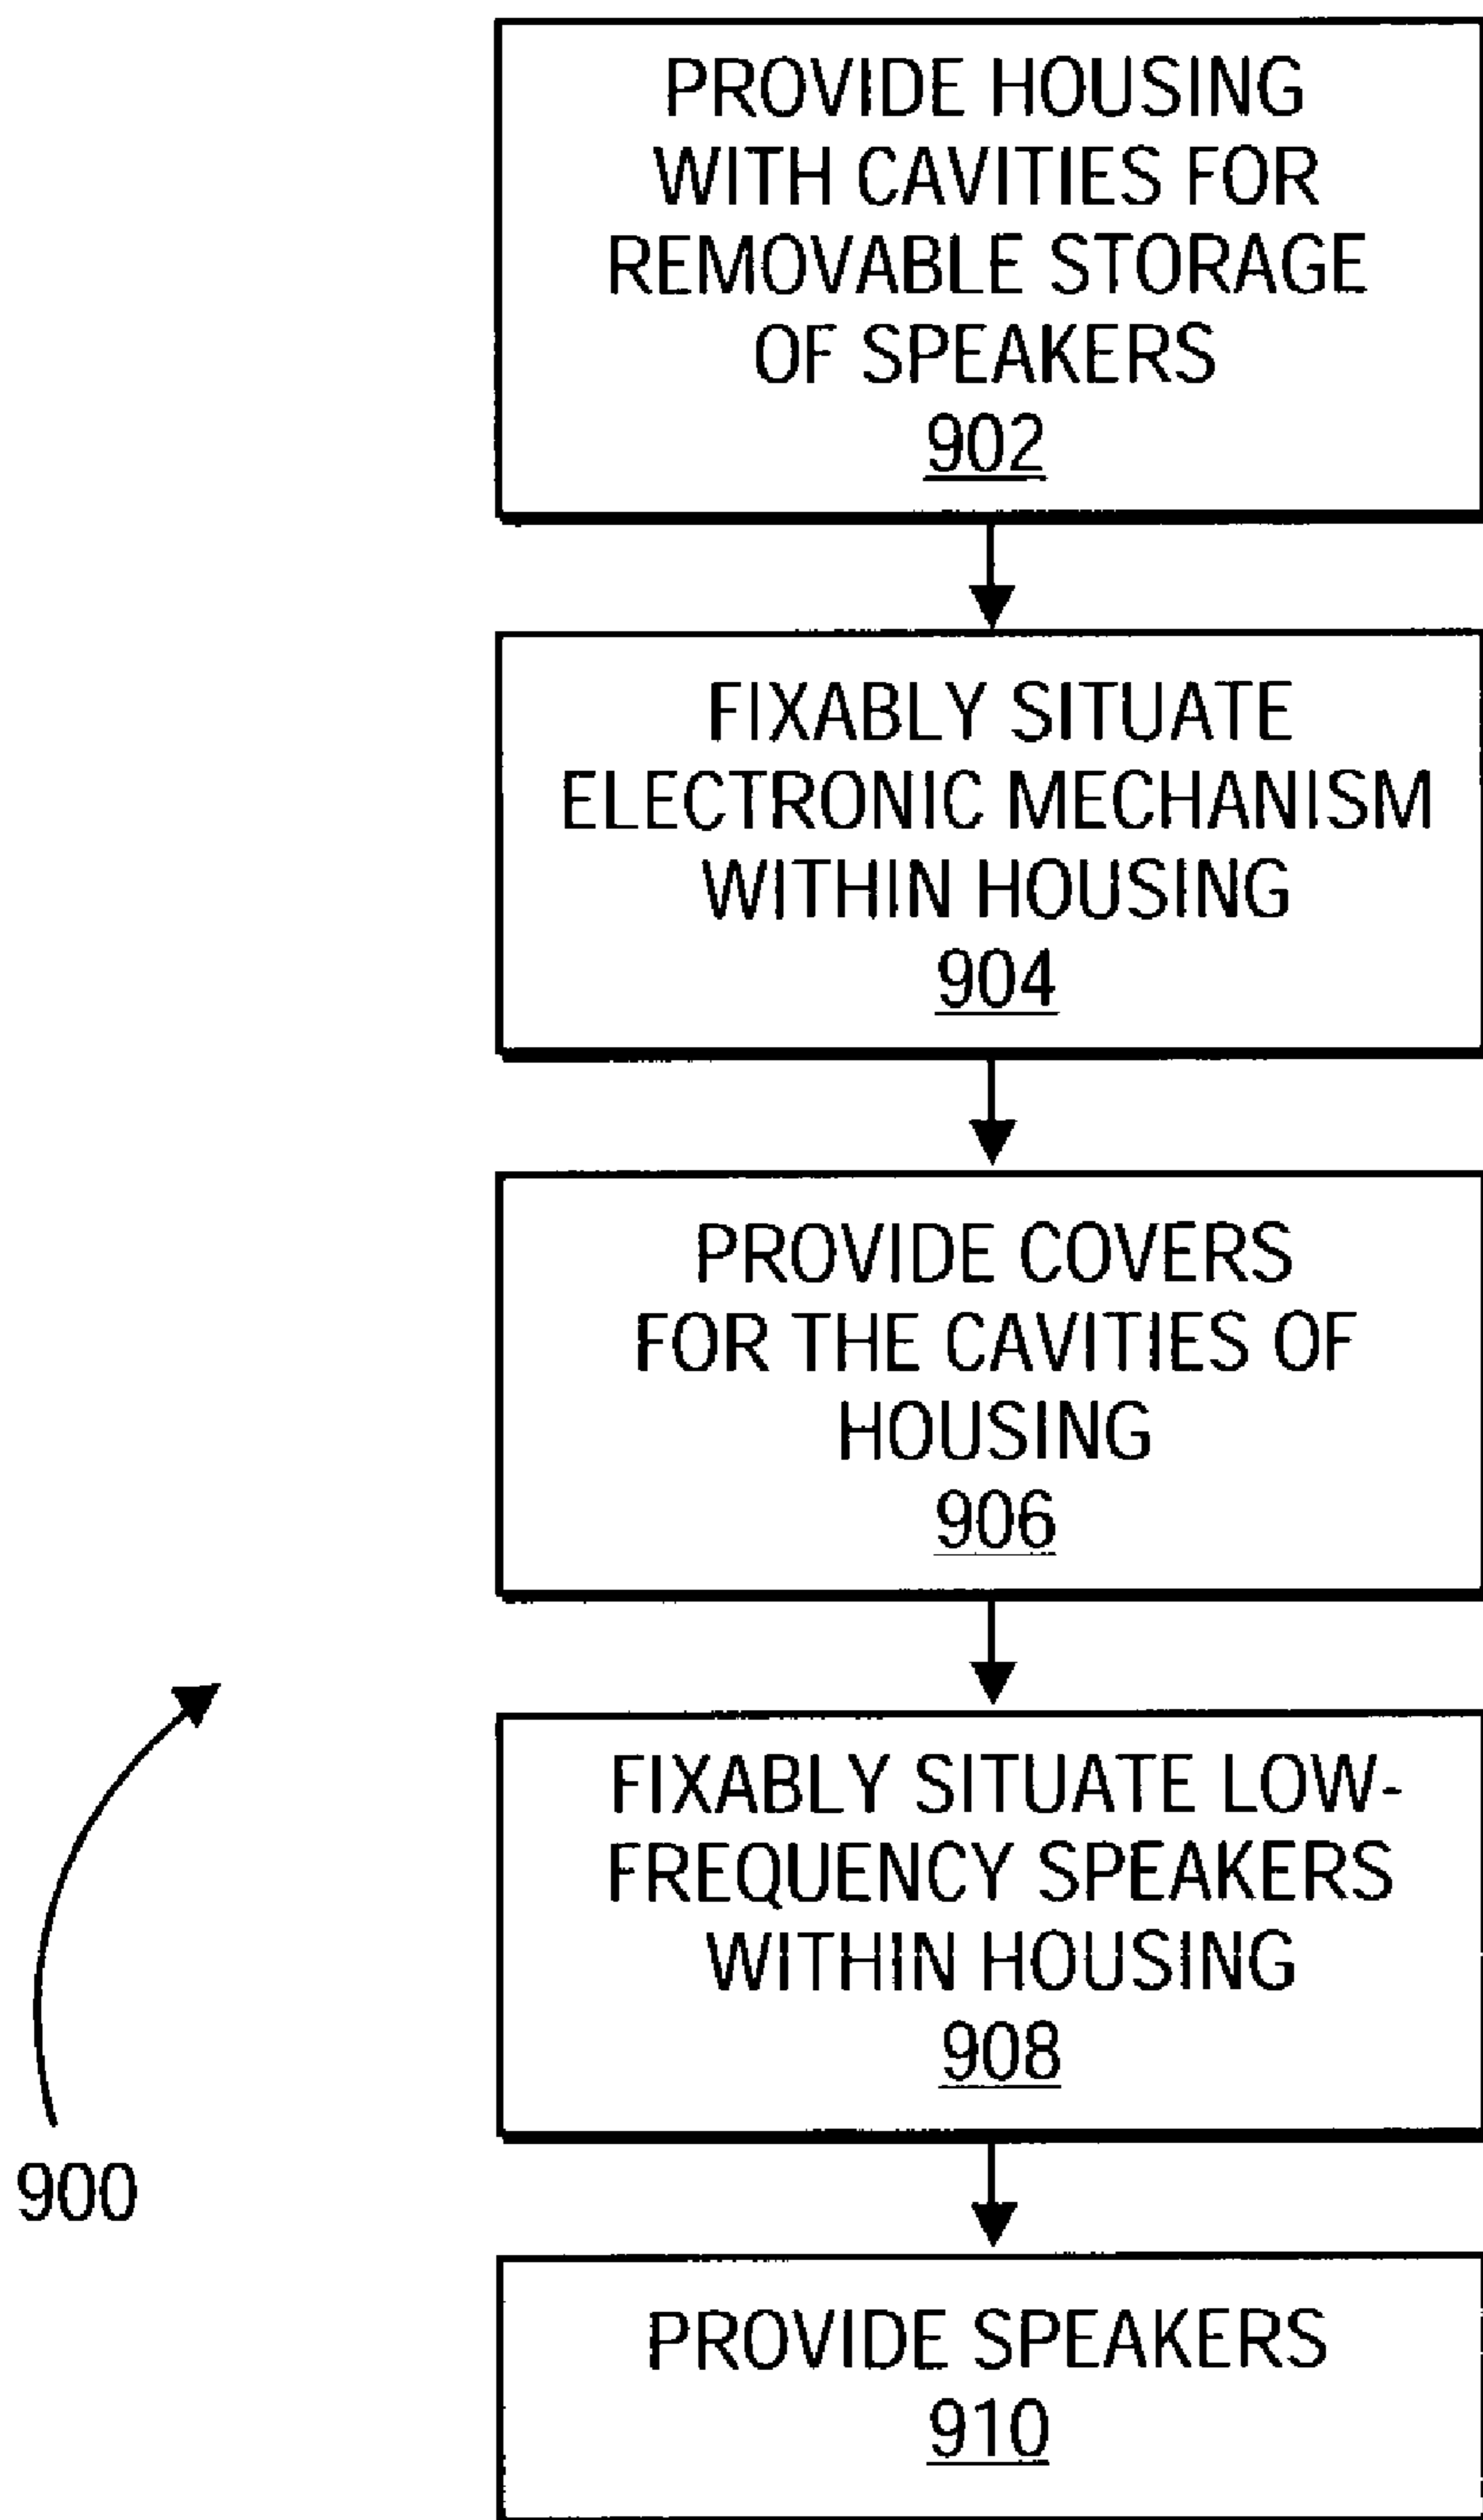 PROVIDE HOUSING
WITH CAVITIES FOR
REMOVABLE STORAGE
OF SPEAKERS
902
FIXABLY SITUATE
ELECTRONIC MECHANISM
WITHIN HOUSING
904
PROVIDE COVERS
FOR THE CAVITIES OF
HOUSING
906
FIXABLY SITUATE LOW-
FREQUENCY SPEAKERS
WITHIN HOUSING
908
900
PROVIDE SPEAKERS
910